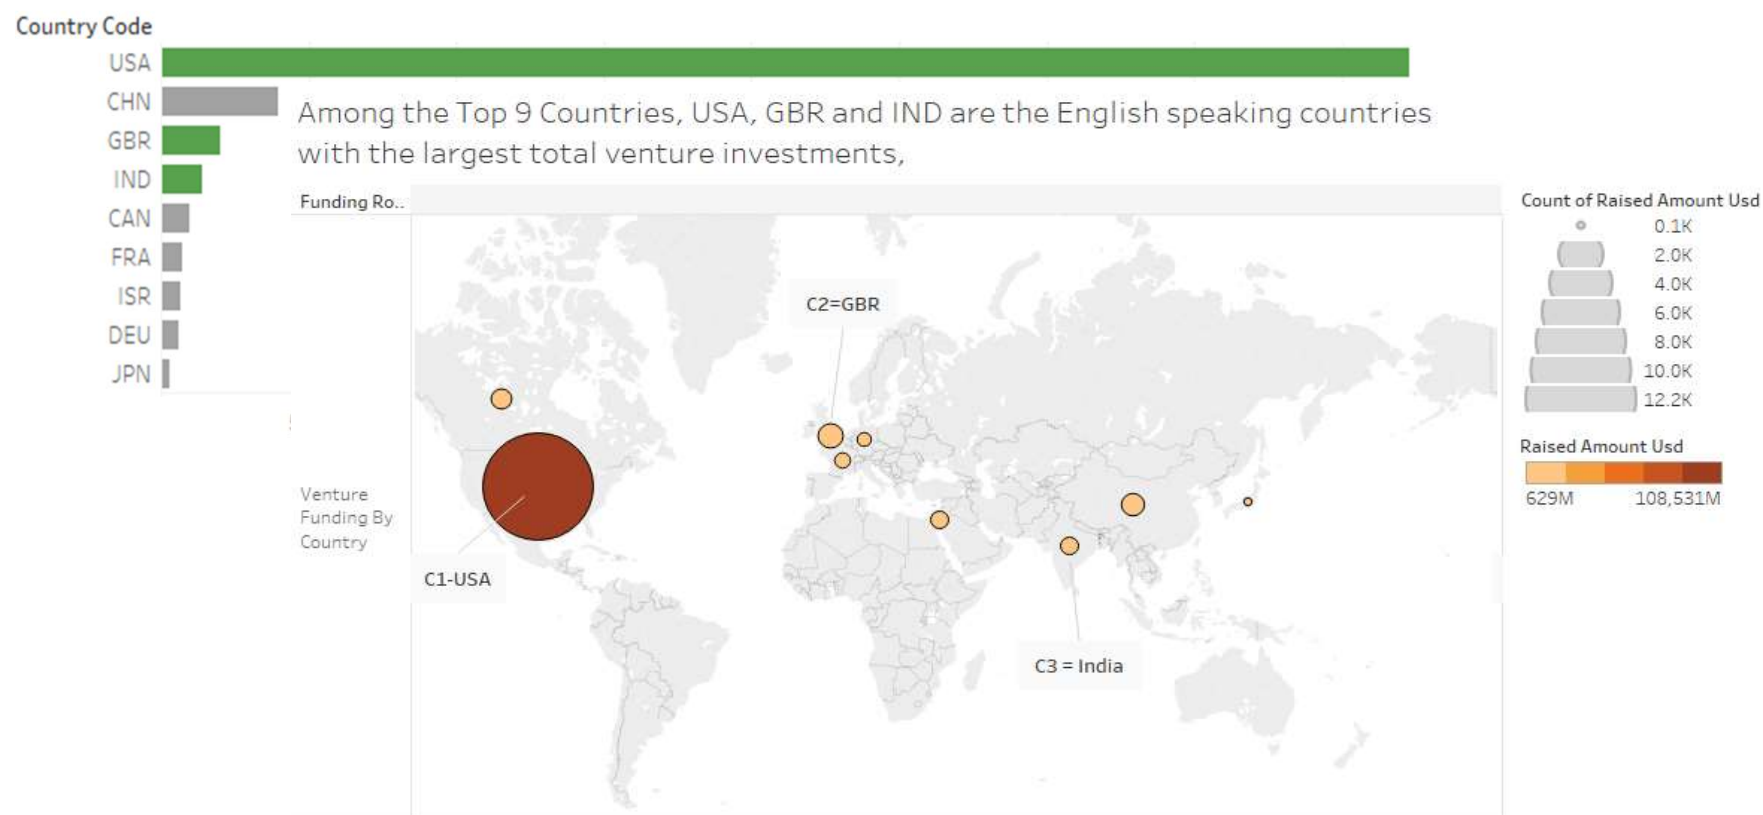 Country Code
USA
CHN
GBR
IND
CAN
FRA
ISR
DEU
JPN
Among the Top 9 Countries, USA, GBR and IND are the English speaking countries
with the largest total venture investments,
Funding Ro..
Venture
Funding By
Country
C2=GBR
C1-USA
C3 = India
Count of Raised Amount Usd
0.1K
2.0K
4.0K
6.0K
8.0K
10.0K
12.2K
Raised Amount Usd
629M 108,531M